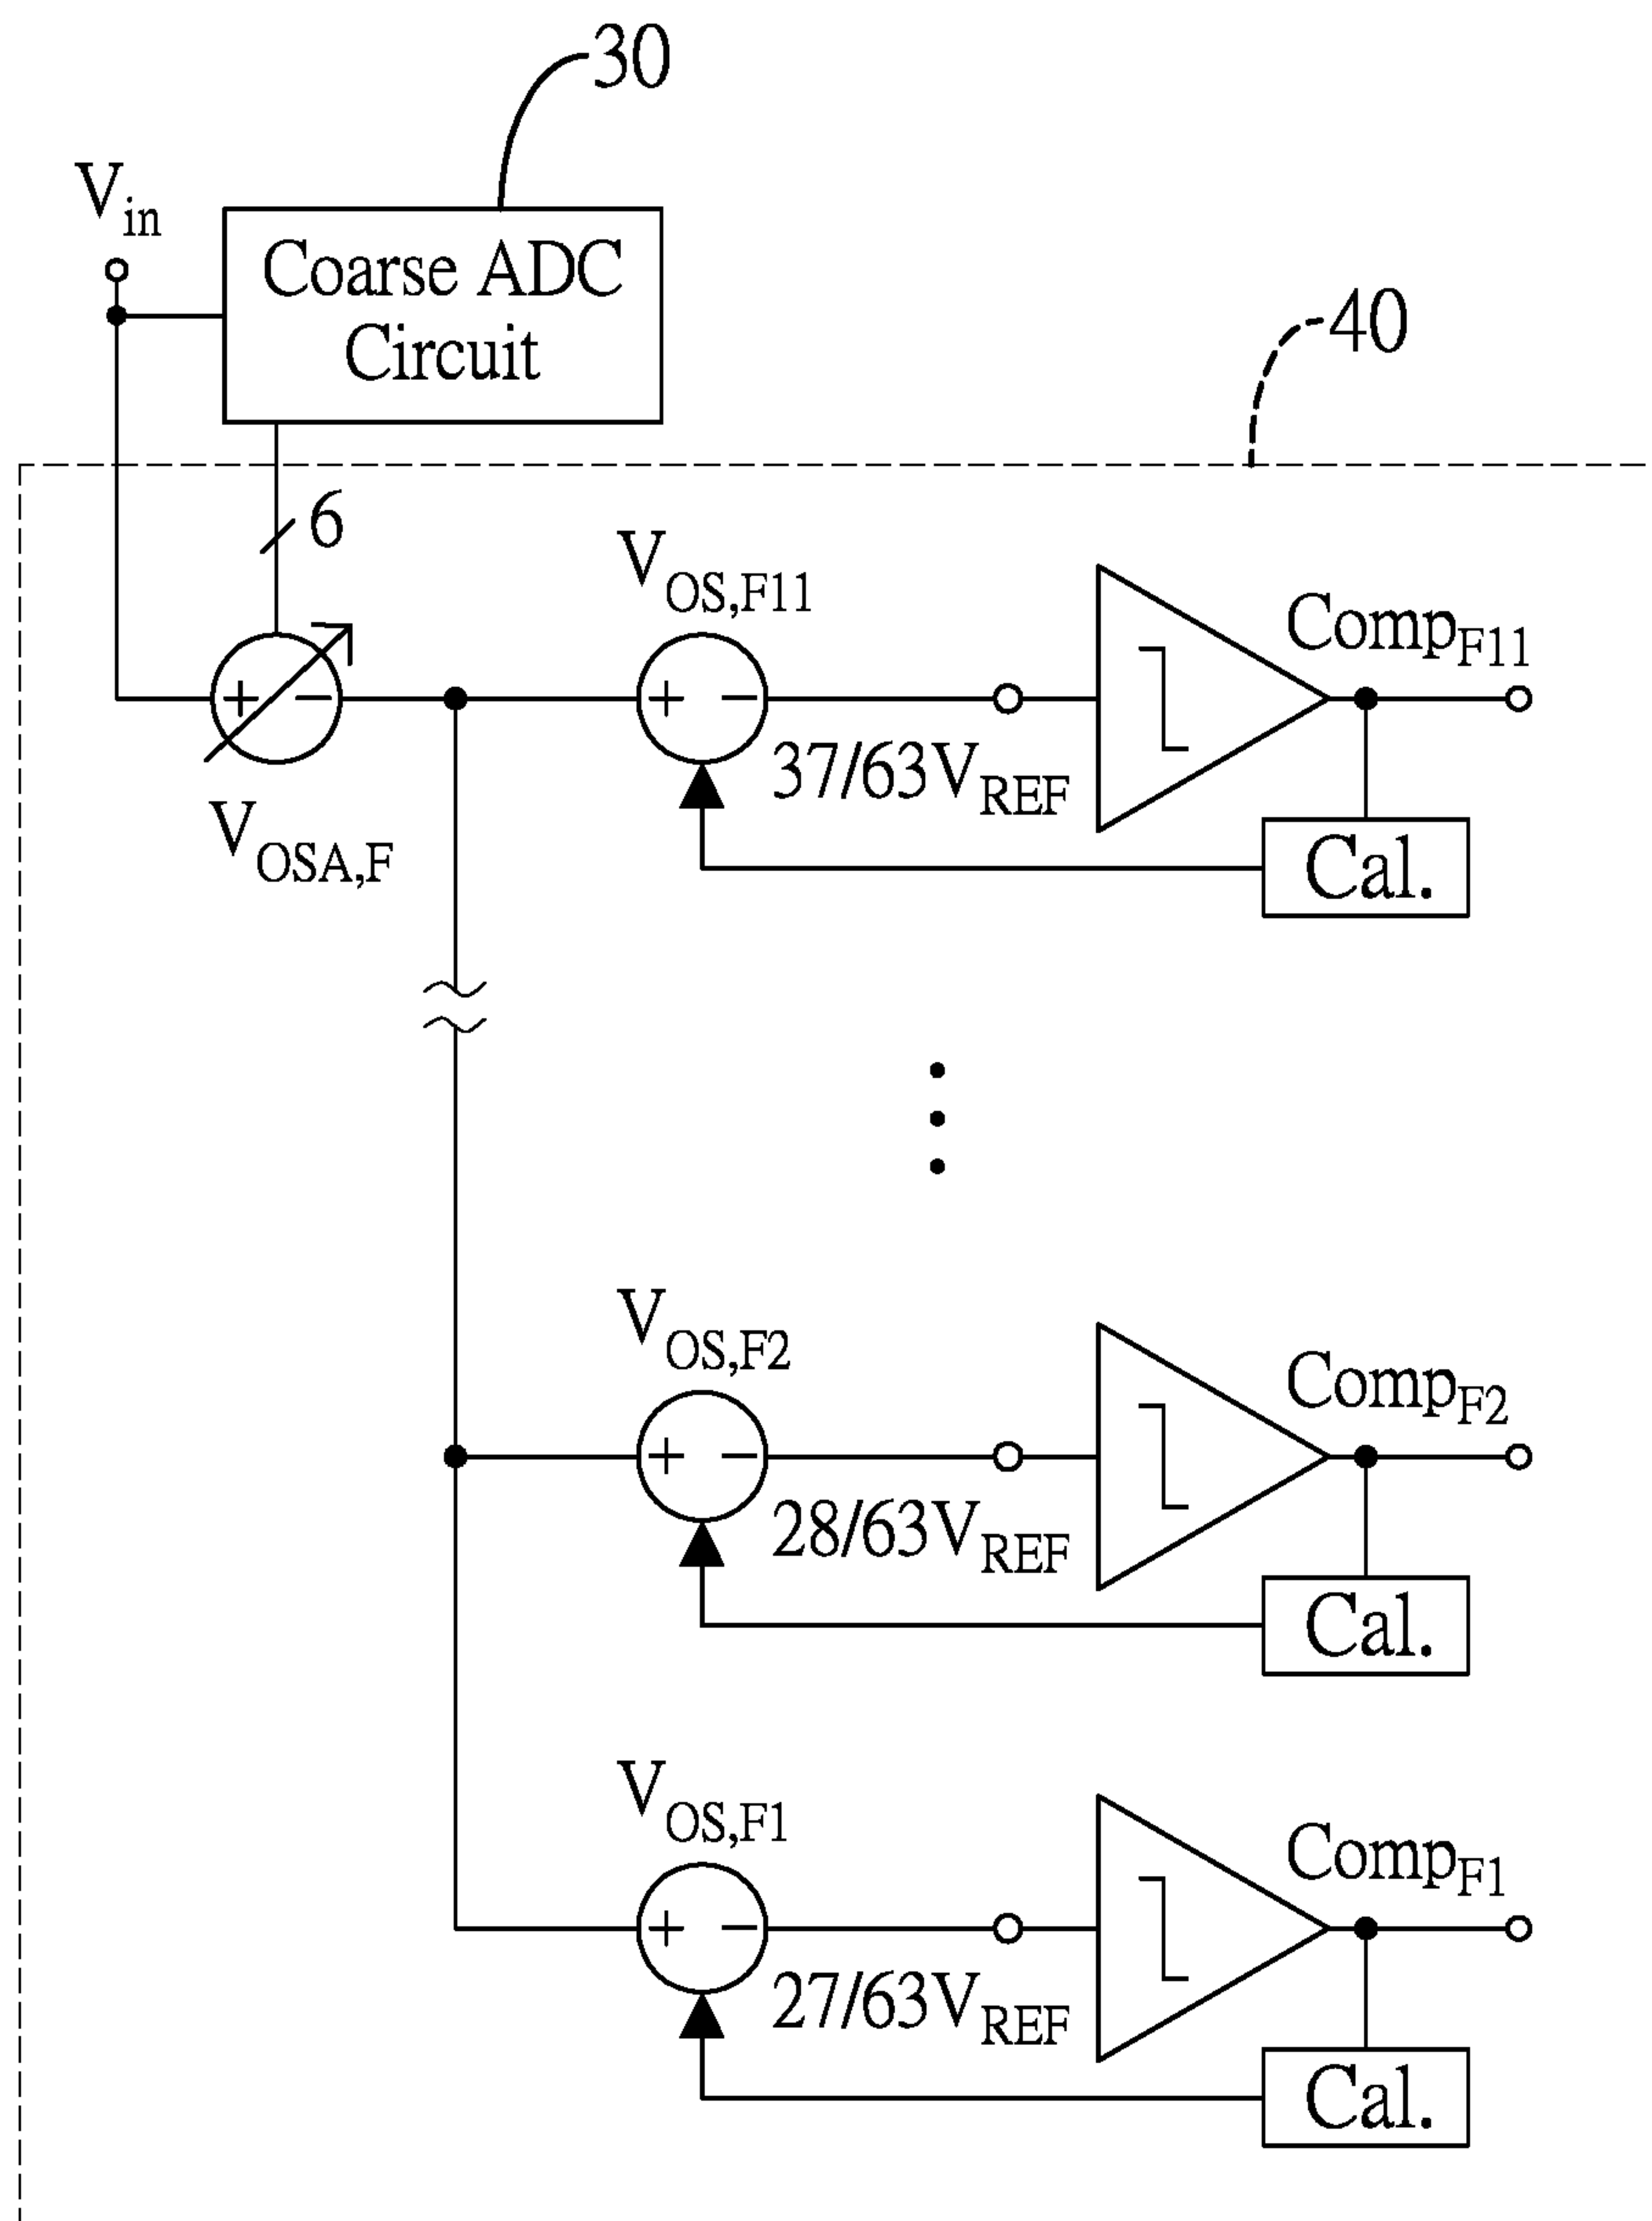 30
Vin
Coarse ADC
Circuit
40
6
VOS,F11
CompF11
+ −
+ −
37/63VREF
VOSA,F
Cal.
VOS,F2
CompF2
+ −
28/63VREF
Cal.
VOS,F1
CompF1
+ −
27/63VREF
Cal.